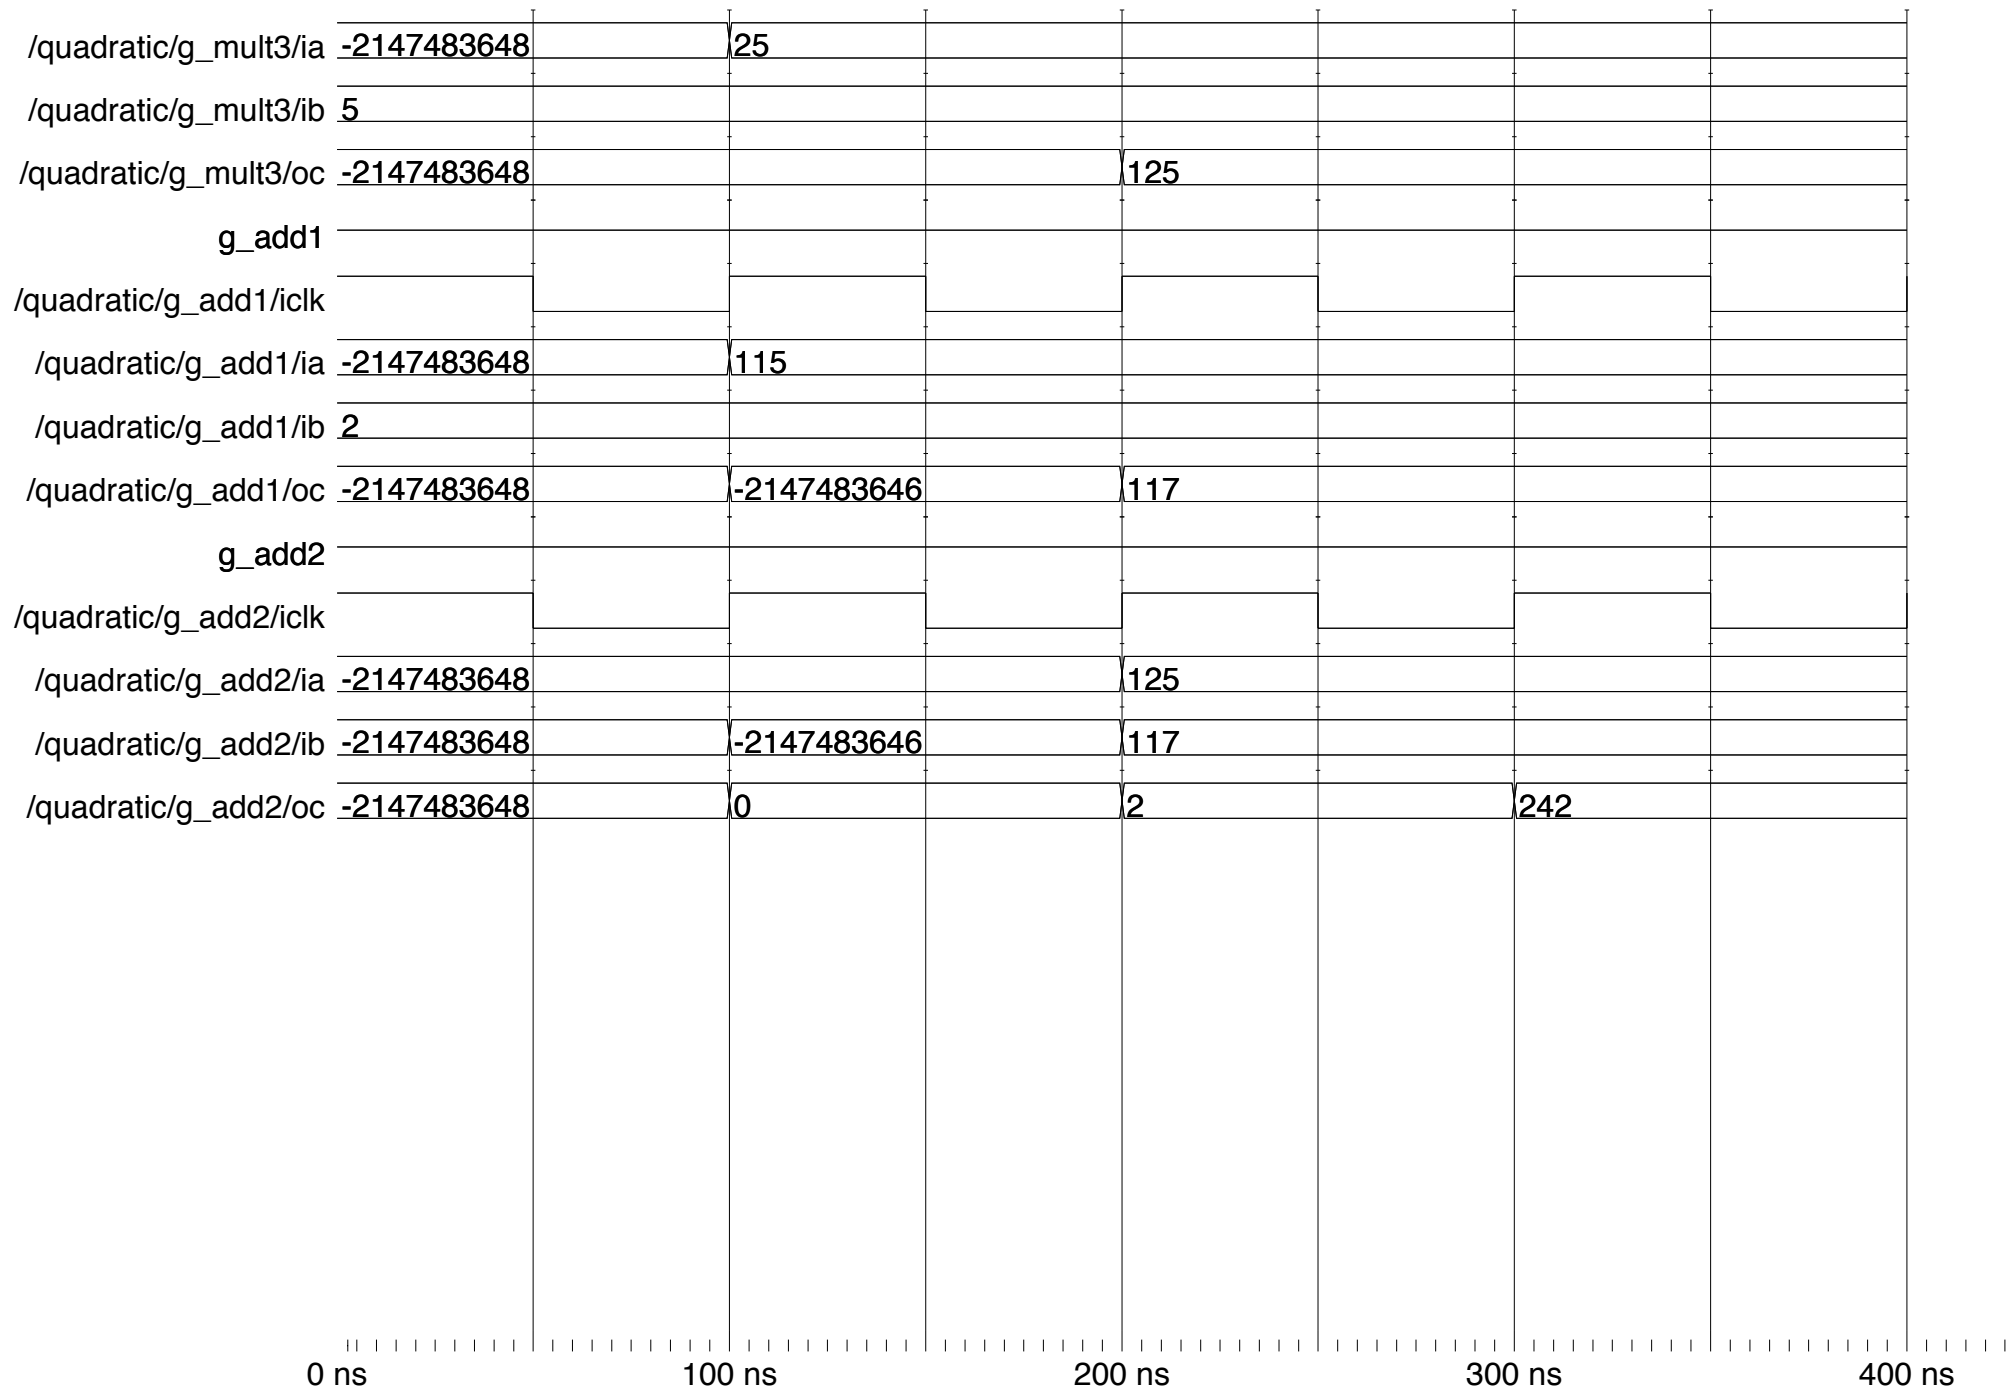 /quadratic/g_mult3/ia -2147483648 25
/quadratic/g_mult3/ib 5
/quadratic/g_mult3/oc -2147483648 125
g_add1
/quadratic/g_add1/iclk
/quadratic/g_add1/ia -2147483648 115
/quadratic/g_add1/ib 2
/quadratic/g_add1/oc -2147483648 -2147483646 117
g_add2
/quadratic/g_add2/iclk
/quadratic/g_add2/ia -2147483648 125
/quadratic/g_add2/ib -2147483648 -2147483646 117
/quadratic/g_add2/oc -2147483648 0 2 242
0 ns 100 ns 200 ns 300 ns 400 ns